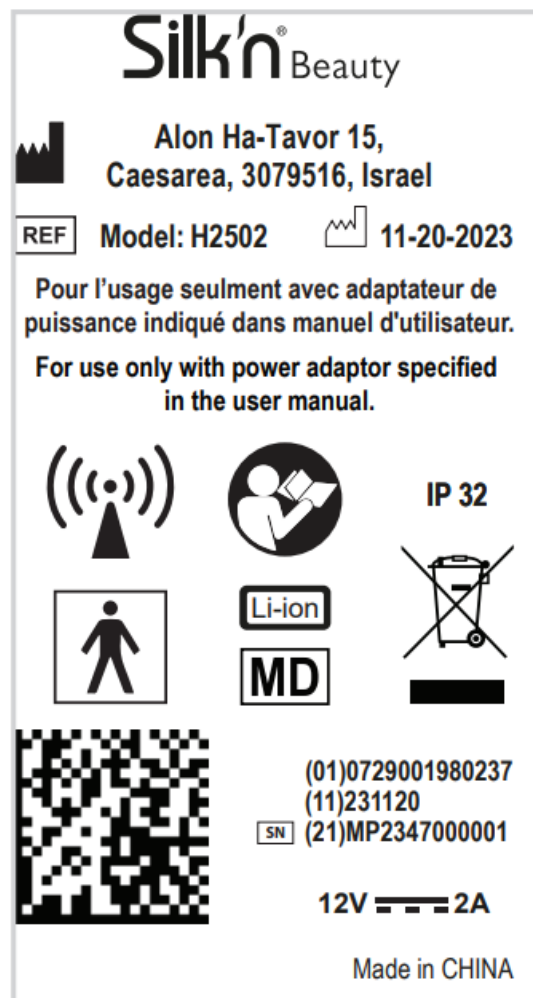 Silk'n® Beauty
Alon Ha-Tavor 15,
Caesarea, 3079516, Israel
REF Model: H2502 11-20-2023
Pour l'usage seulment avec adaptateur de
puissance indiqué dans manuel d'utilisateur.
For use only with power adaptor specified
in the user manual.
IP 32
Li-ion
MD
(01)0729001980237
(11)231120
SN (21)MP2347000001
12V 2A
Made in CHINA